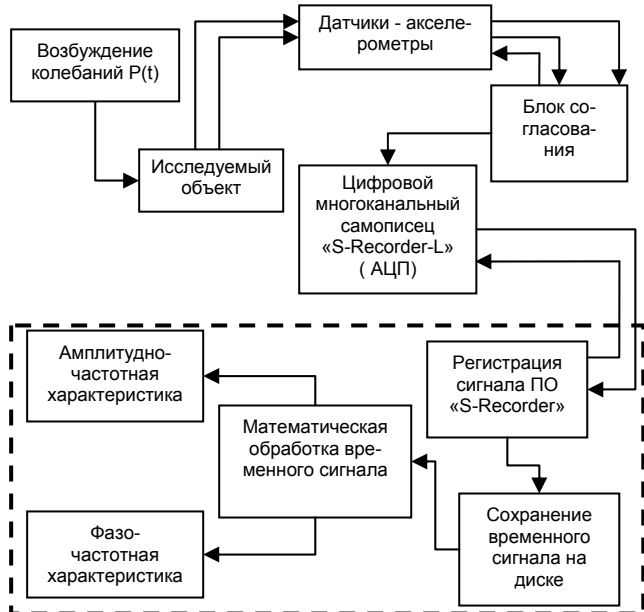 Возбуждение
колебаний P(t)
Датчики - акселе-
рометры
Блок со-
гласова-
ния
Исследуемый
объект
Цифровой
многоканальный
самописец
«S-Recorder-L»
( АЦП)
Амплитудно-
частотная
характеристика
Регистрация
сигнала ПО
«S-Recorder»
Математическая
обработка вре-
менного сигнала
Фазо-
частотная
характеристика
Сохранение
временного
сигнала на
диске